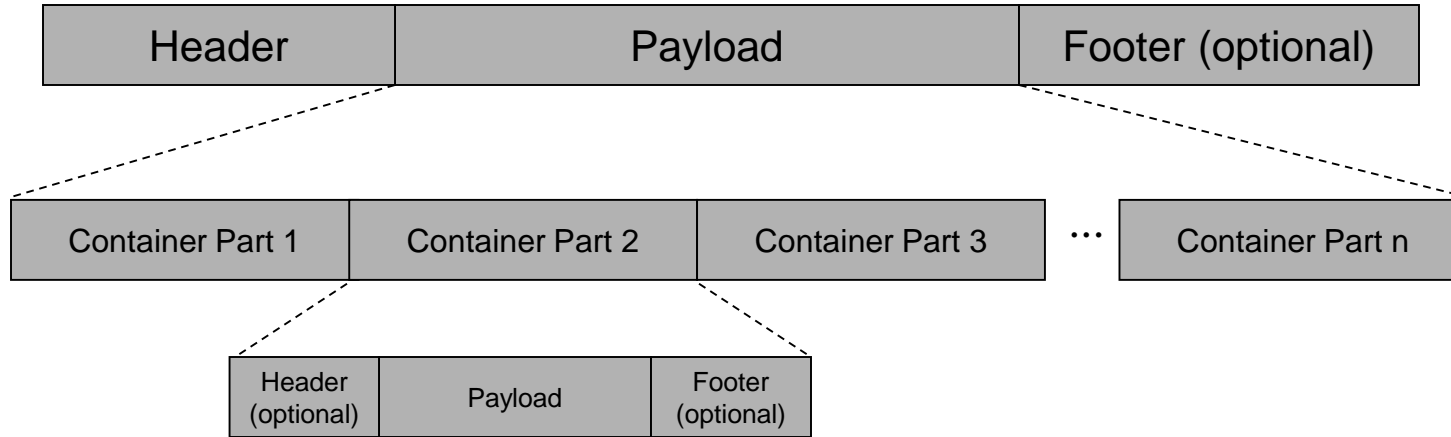 Header
Payload
Footer (optional)
Container Part 1
Container Part 2
Container Part 3
...
Container Part n
Header
(optional)
Payload
Footer
(optional)